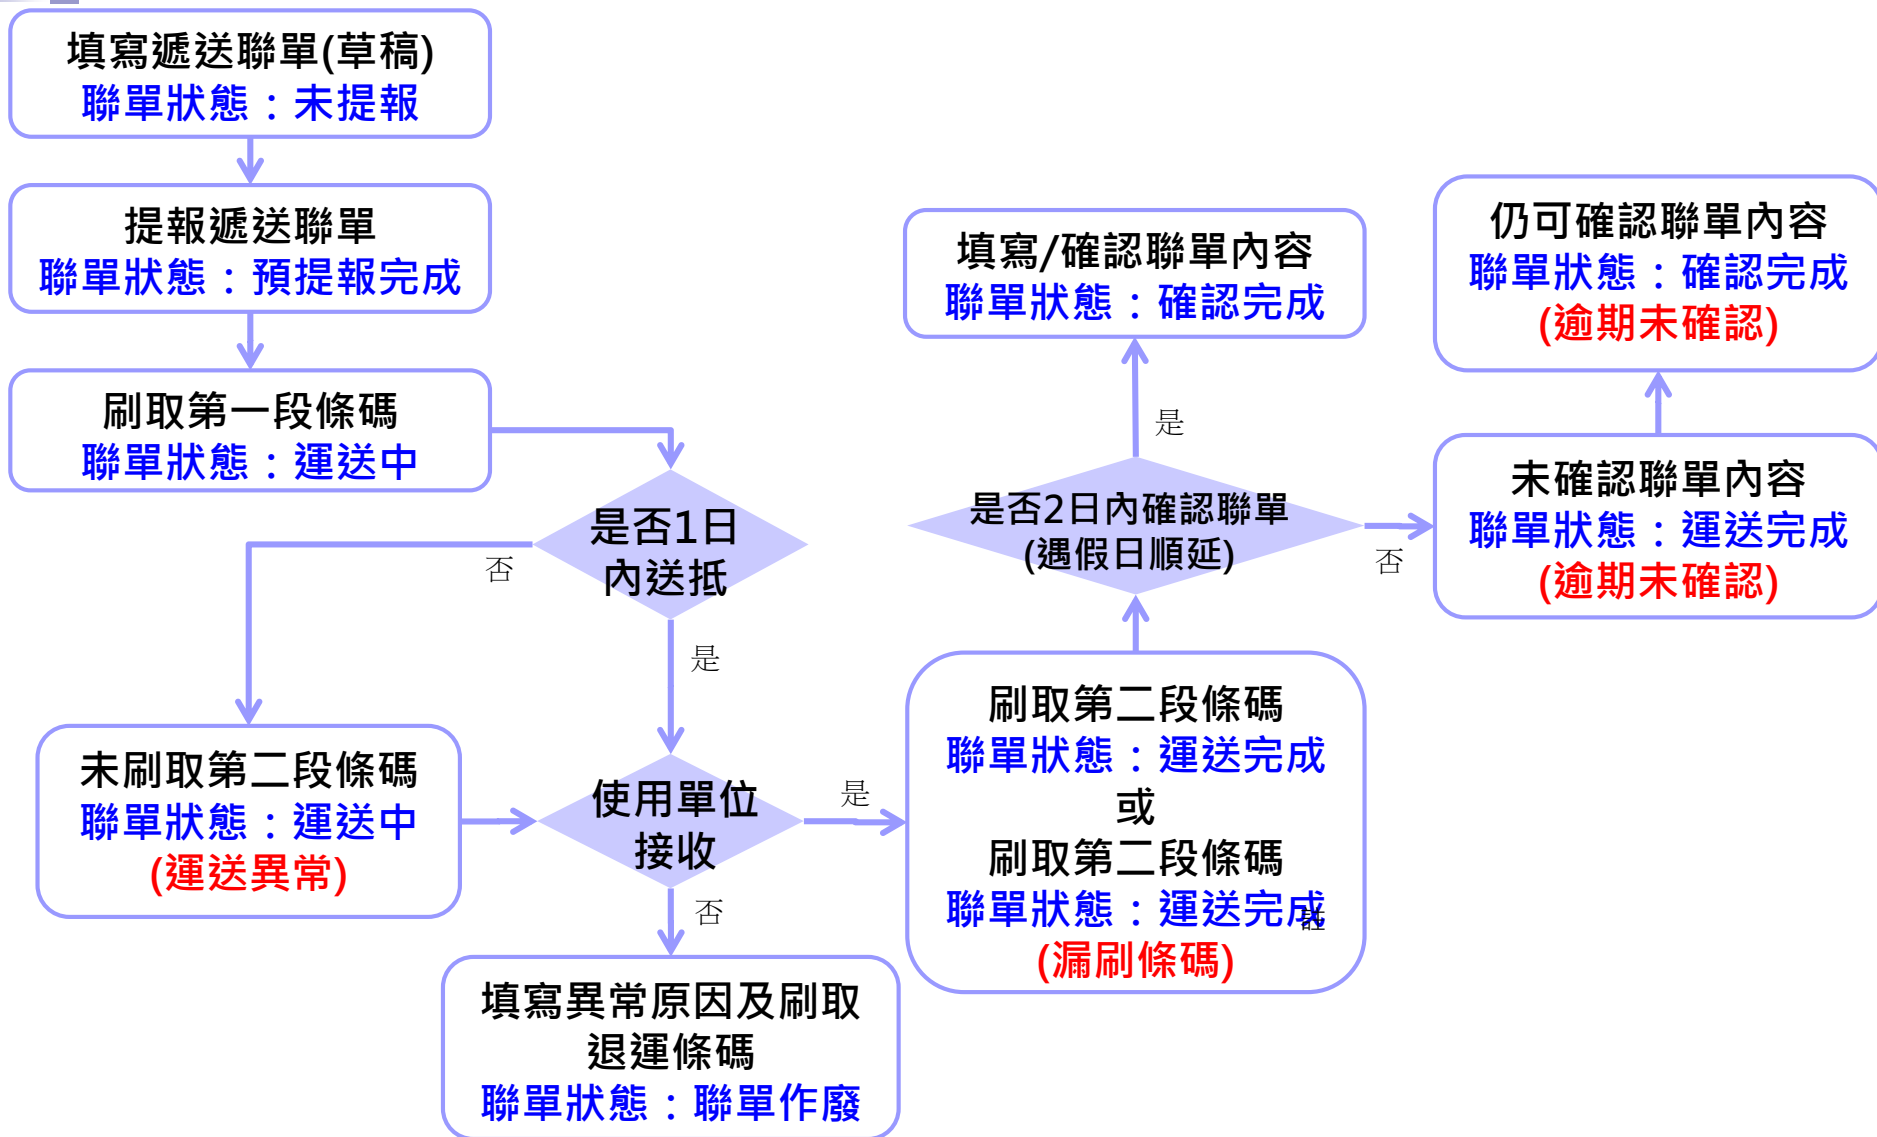 填寫遞送聯單(草稿)
聯單狀態：未提報
提報遞送聯單
聯單狀態：預提報完成
刷取第一段條碼
聯單狀態：運送中
是否1日
內送抵
否
是
未刷取第二段條碼
聯單狀態：運送中
(運送異常)
使用單位
接收
是
否
填寫異常原因及刷取
退運條碼
聯單狀態：聯單作廢
刷取第二段條碼
聯單狀態：運送完成
或
刷取第二段條碼
聯單狀態：運送完成註
(漏刷條碼)
是否2日內確認聯單
(遇假日順延)
是
否
填寫/確認聯單內容
聯單狀態：確認完成
未確認聯單內容
聯單狀態：運送完成
(逾期未確認)
仍可確認聯單內容
聯單狀態：確認完成
(逾期未確認)